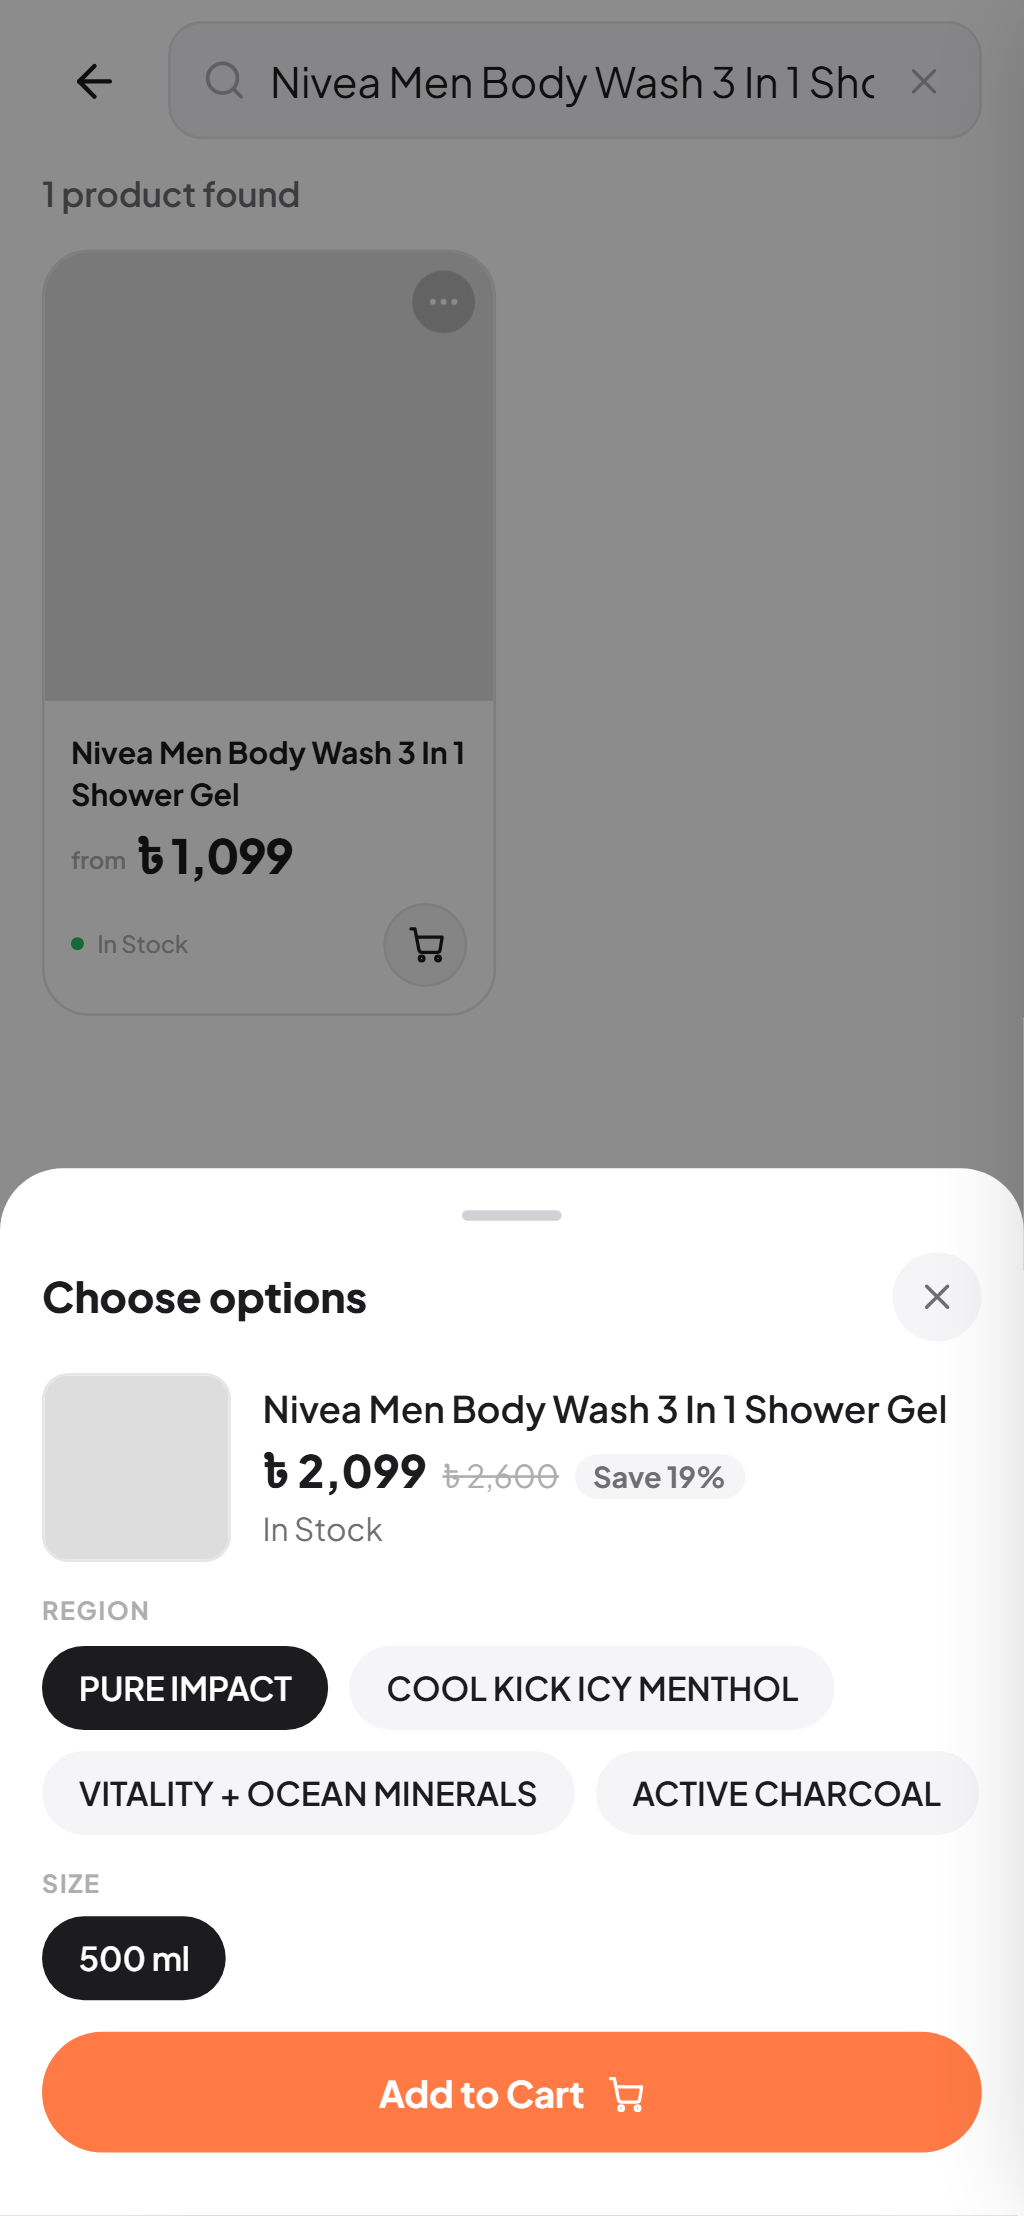 Nivea Men Body Wash 3 In 1 Sho
1 product found
Nivea Men Body Wash 3 In 1
Shower Gel
from ৳ 1,099
In Stock
Choose options
Nivea Men Body Wash 3 In 1 Shower Gel
৳ 2,099 ৳ 2,600 Save 19%
In Stock
REGION
PURE IMPACT COOL KICK ICY MENTHOL
VITALITY + OCEAN MINERALS ACTIVE CHARCOAL
SIZE
500 ml
Add to Cart